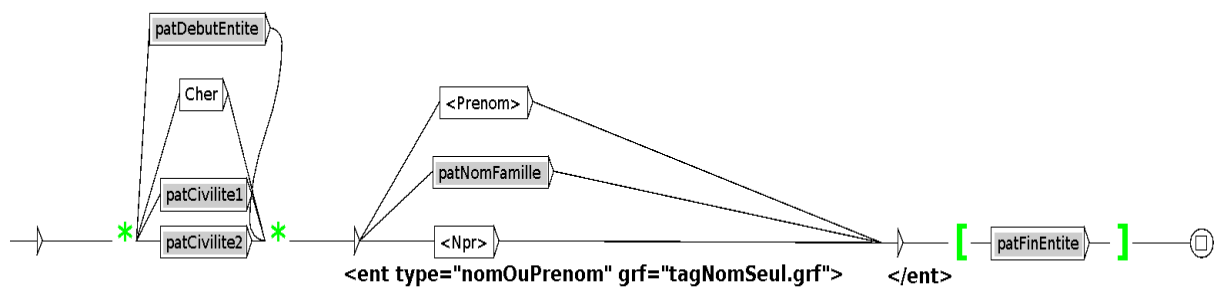 patDebutEntite
Cher
patCivilite1
* patCivilite2 *
<Prenom>
patNomFamille
<Npr>
<ent type="nomOuPrenom" grf="tagNomSeul.grf">
</ent>
[ patFinEntite ]